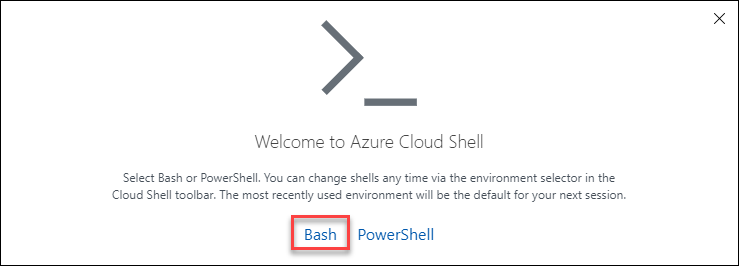 Welcome to Azure Cloud Shell
Select Bash or PowerShell. You can change shells any time via the environment selector in the
Cloud Shell toolbar. The most recently used environment will be the default for your next session.
Bash PowerShell